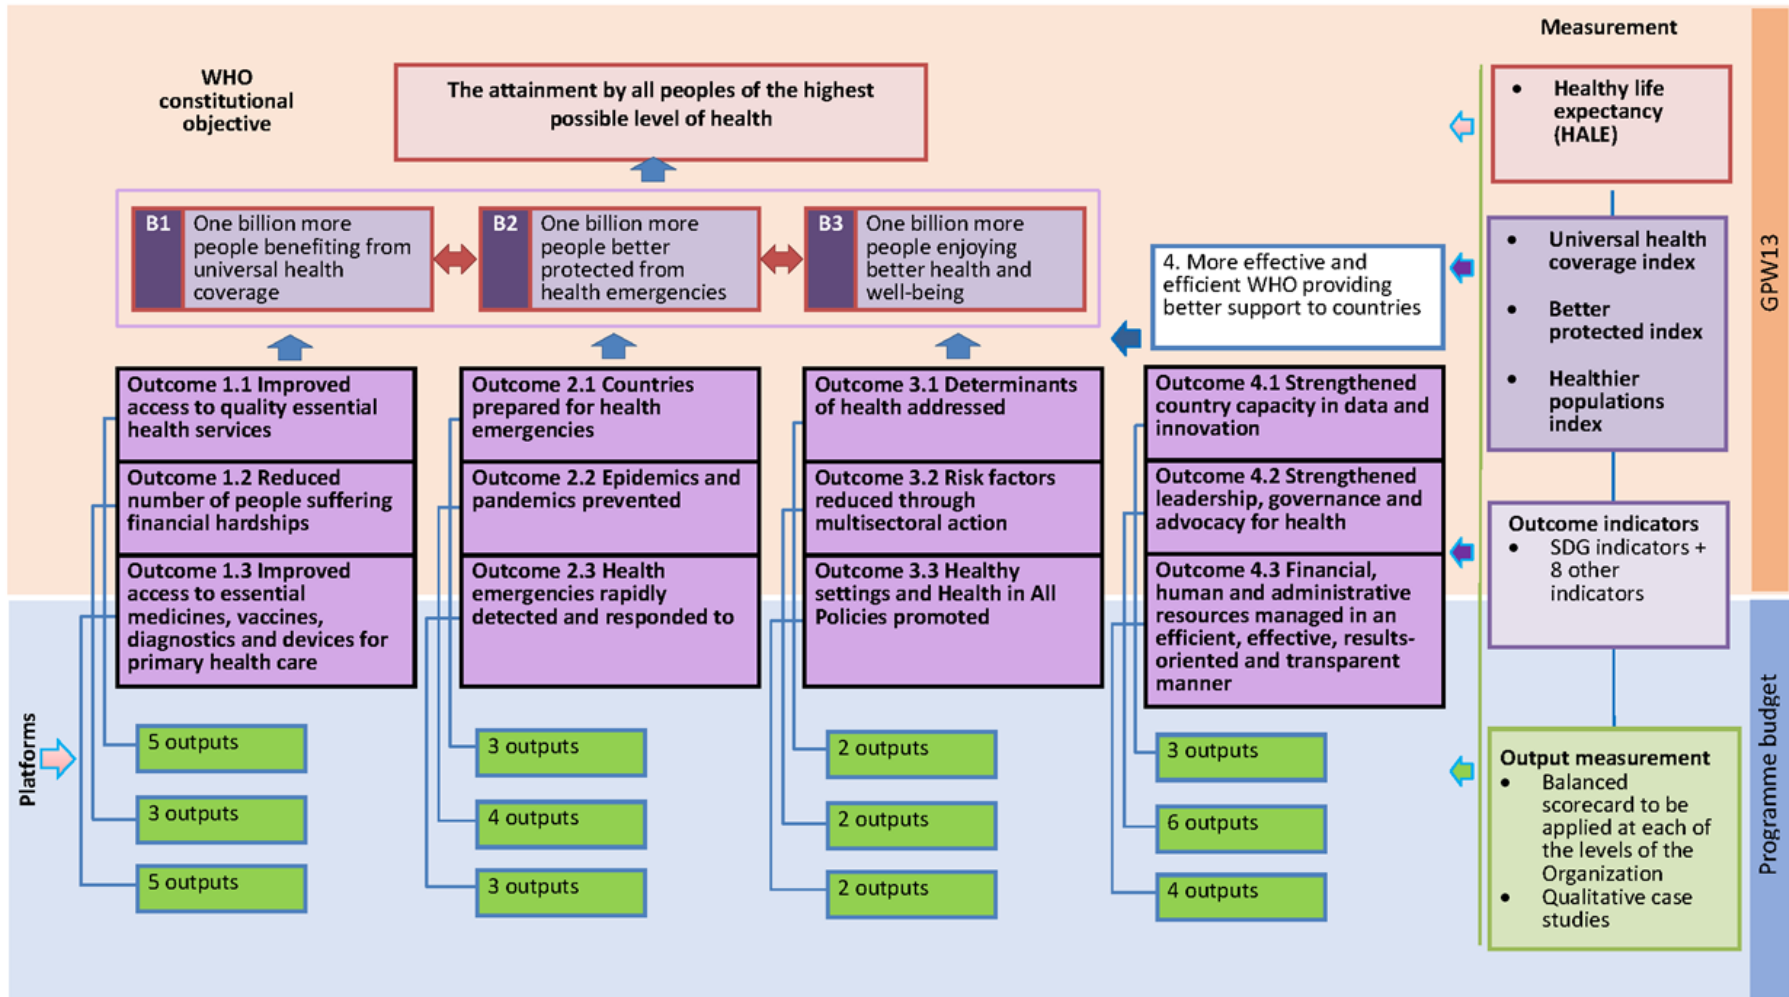 Measurement
WHO
constitutional
objective
The attainment by all peoples of the highest
possible level of health
• Healthy life
expectancy
(HALE)
B1
One billion more
people benefiting from
universal health
coverage
B2
One billion more
people better
protected from
health emergencies
B3
One billion more
people enjoying
better health and
well-being
4. More effective and
efficient WHO providing
better support to countries
• Universal health
coverage index
• Better
protected index
• Healthier
populations
index
GPW13
Outcome 1.1 Improved
access to quality essential
health services
Outcome 1.2 Reduced
number of people suffering
financial hardships
Outcome 1.3 Improved
access to essential
medicines, vaccines,
diagnostics and devices for
primary health care
Outcome 2.1 Countries
prepared for health
emergencies
Outcome 2.2 Epidemics and
pandemics prevented
Outcome 2.3 Health
emergencies rapidly
detected and responded to
Outcome 3.1 Determinants
of health addressed
Outcome 3.2 Risk factors
reduced through
multisectoral action
Outcome 3.3 Healthy
settings and Health in All
Policies promoted
Outcome 4.1 Strengthened
country capacity in data and
innovation
Outcome 4.2 Strengthened
leadership, governance and
advocacy for health
Outcome 4.3 Financial,
human and administrative
resources managed in an
efficient, effective, results-
oriented and transparent
manner
Outcome indicators
• SDG indicators +
8 other
indicators
Platforms
5 outputs
3 outputs
5 outputs
3 outputs
4 outputs
3 outputs
2 outputs
2 outputs
2 outputs
3 outputs
6 outputs
4 outputs
Output measurement
• Balanced
scorecard to be
applied at each of
the levels of the
Organization
• Qualitative case
studies
Programme budget